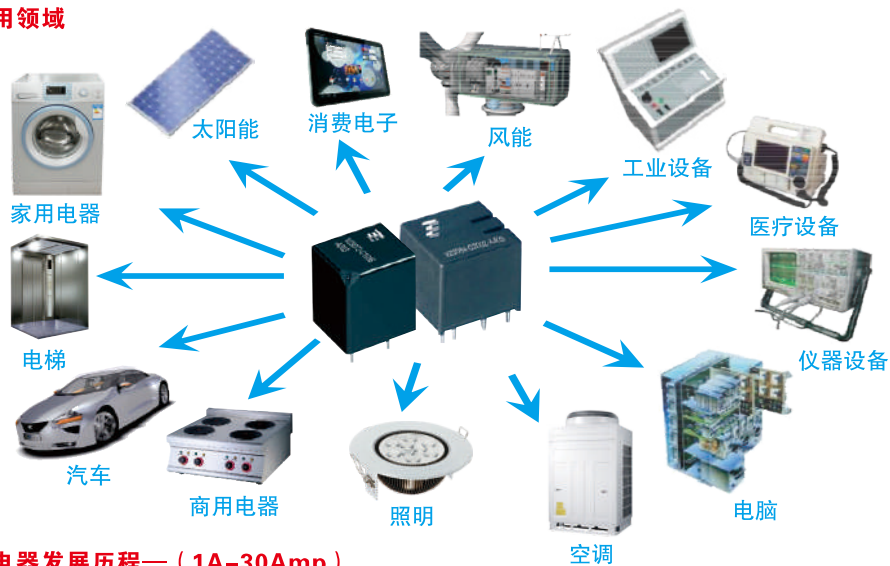 用领域
太阳能
消费电子
风能
工业设备
医疗设备
家用电器
仪器设备
电梯
汽车
商用电器
照明
空调
电脑
电器发展历程—（1A-30Amp）